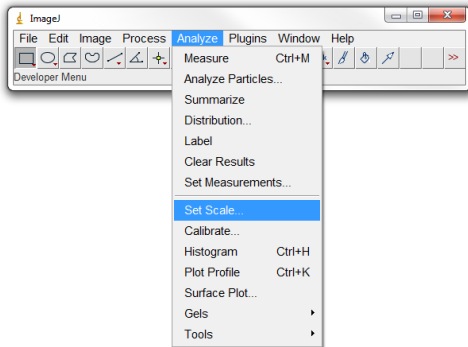 ImageJ
File Edit Image Process Analyze Plugins Window Help
>>
Developer Menu
Measure Ctrl+M
Analyze Particles...
Summarize
Distribution...
Label
Clear Results
Set Measurements...
Set Scale...
Calibrate...
Histogram Ctrl+H
Plot Profile Ctrl+K
Surface Plot...
Gels
Tools